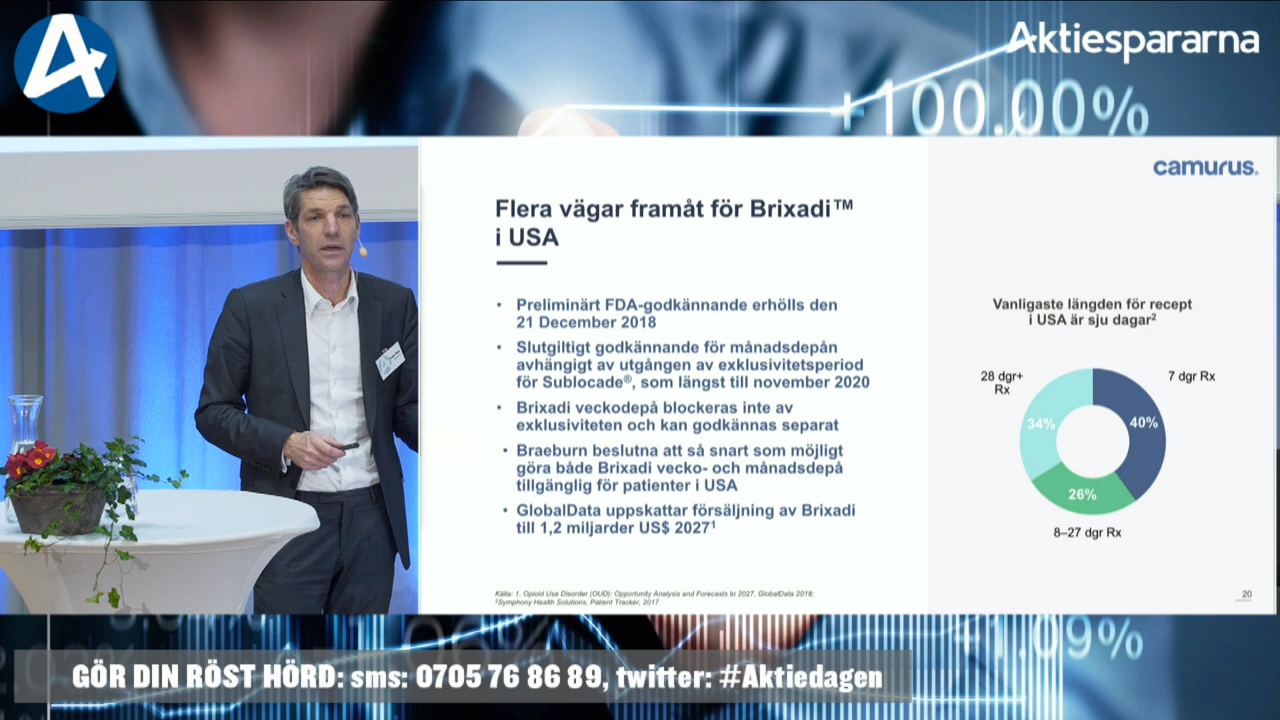 Aktiespararna
+100.00%
camurus.
Flera vägar framåt för Brixadi™
i USA
• Preliminärt FDA-godkännande erhölls den
21 December 2018
• Slutgiltigt godkännande för månadsdepån
avhängigt av utgången av exklusivitetsperiod
för Sublocade®, som längst till november 2020
• Brixadi veckodepå blockeras inte av
exklusiviteten och kan godkännas separat
• Braeburn beslutna att så snart som möjligt
göra både Brixadi vecko- och månadsdepå
tillgänglig för patienter i USA
• GlobalData uppskattar försäljning av Brixadi
till 1,2 miljarder US$ 2027¹
Källa: 1. Opioid Use Disorder (OUD): Opportunity Analysis and Forecasts to 2027, GlobalData 2018;
²Symphony Health Solutions, Patient Tracker, 2017
Vanligaste längden för recept
i USA är sju dagar²
28 dgr+
Rx
7 dgr Rx
34%
40%
26%
8–27 dgr Rx
20
+1.09%
GÖR DIN RÖST HÖRD: sms: 0705 76 86 89, twitter: #Aktiedagen